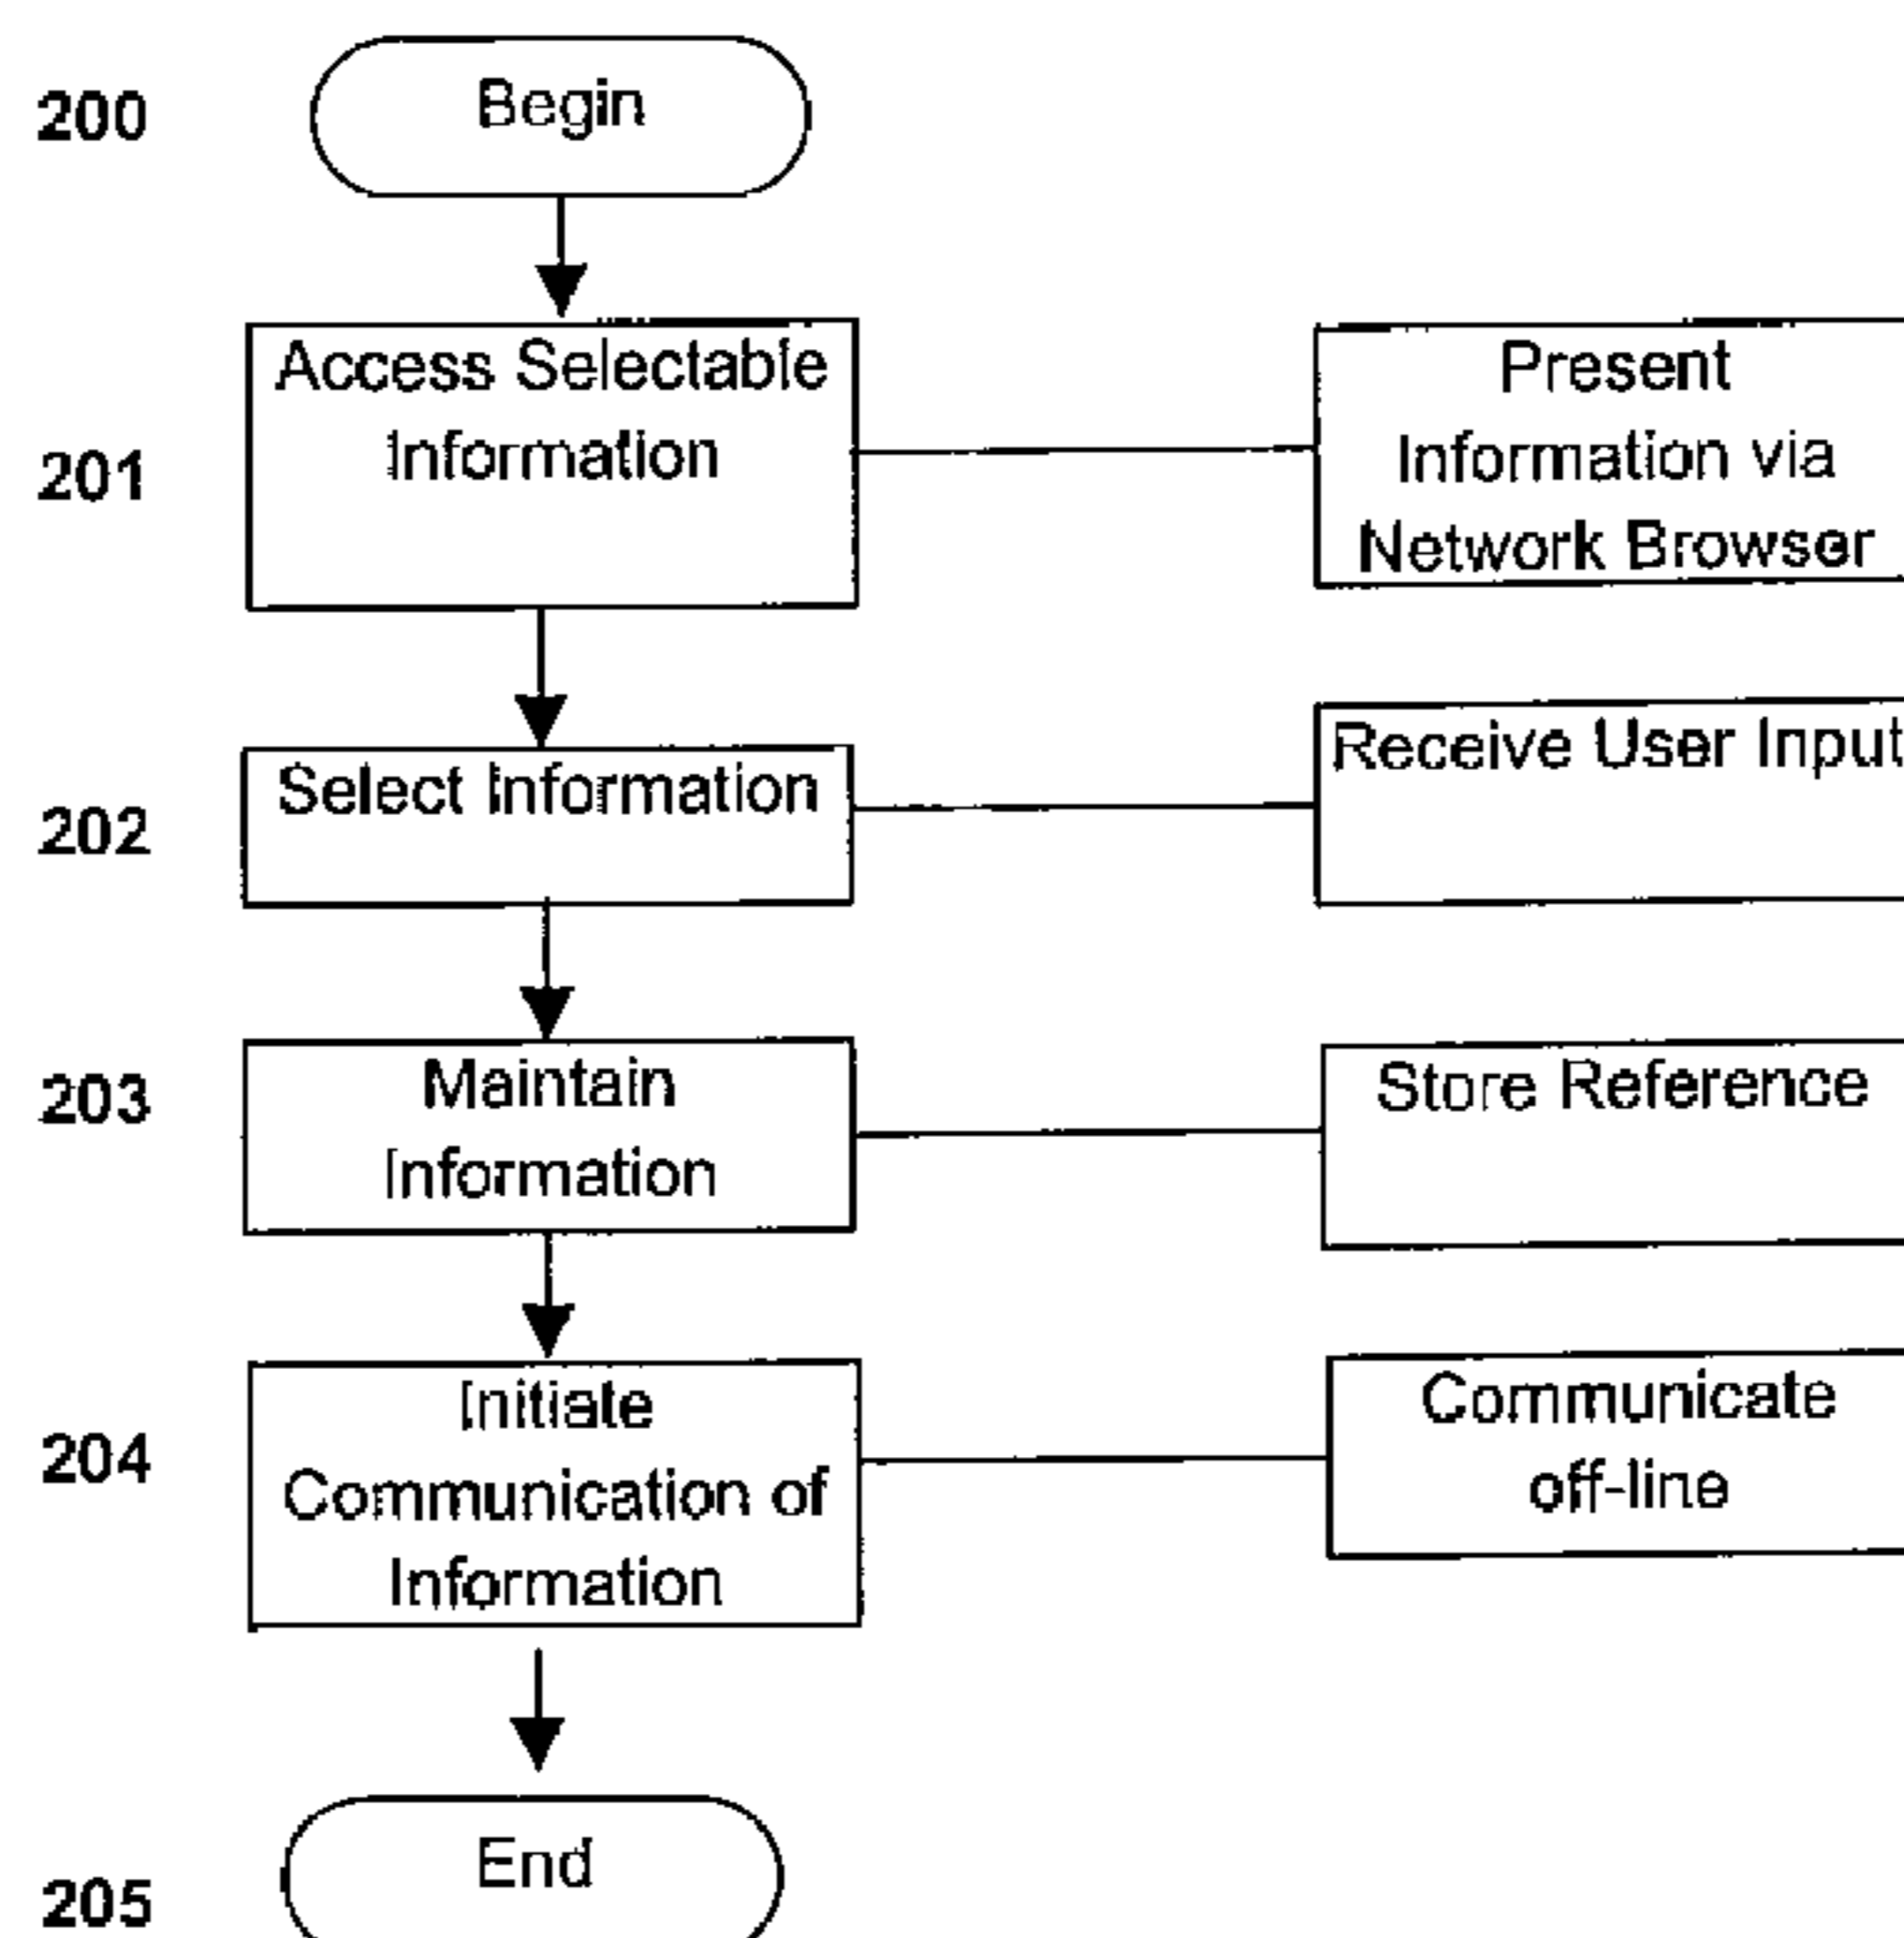 200
Begin
201
Access Selectable
Information
Present
Information via
Network Browser
202
Select Information
Receive User Input
203
Maintain
Information
Store Reference
204
Initiate
Communication of
Information
Communicate
off-line
205
End